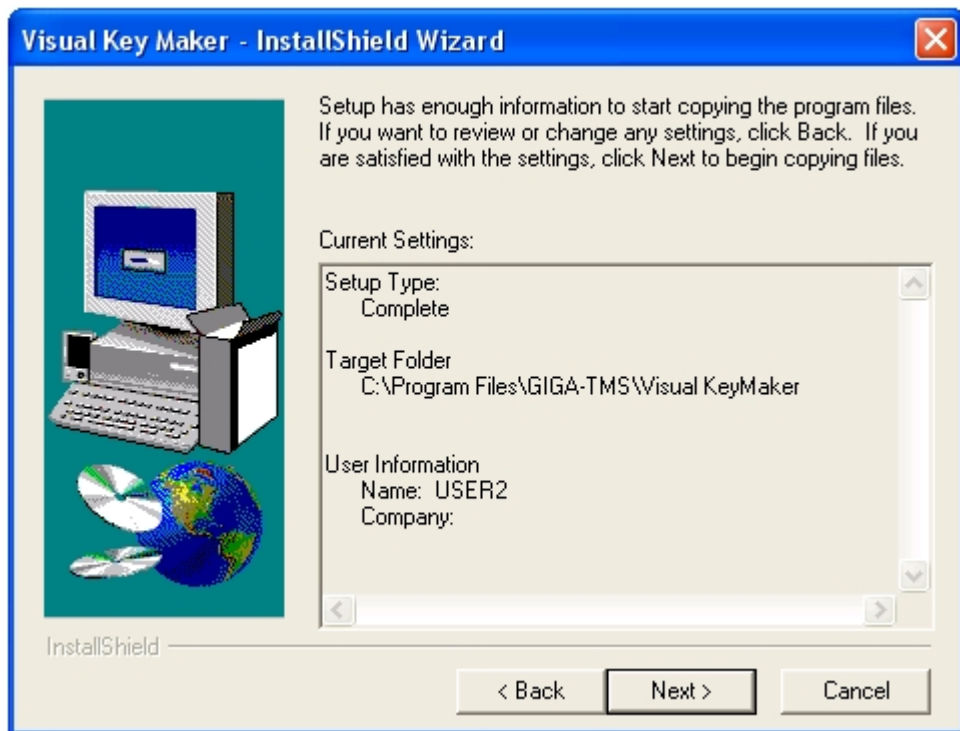 Visual Key Maker - InstallShield Wizard
Setup has enough information to start copying the program files.
If you want to review or change any settings, click Back.  If you
are satisfied with the settings, click Next to begin copying files.
Current Settings:
Setup Type:
Complete
Target Folder
C:\Program Files\GIGA-TMS\Visual KeyMaker
User Information
Name:  USER2
Company:
InstallShield
< Back
Next >
Cancel